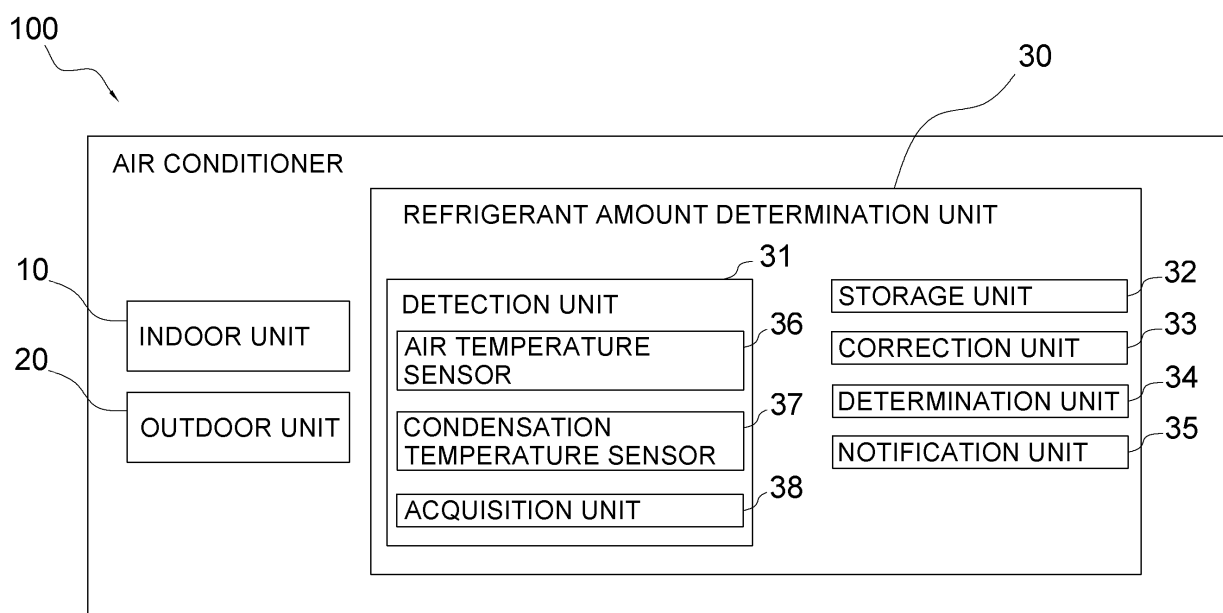 100
30
AIR CONDITIONER
REFRIGERANT AMOUNT DETERMINATION UNIT
10
INDOOR UNIT
20
OUTDOOR UNIT
31
DETECTION UNIT
36
AIR TEMPERATURE
SENSOR
37
CONDENSATION
TEMPERATURE SENSOR
38
ACQUISITION UNIT
32
STORAGE UNIT
33
CORRECTION UNIT
34
DETERMINATION UNIT
35
NOTIFICATION UNIT